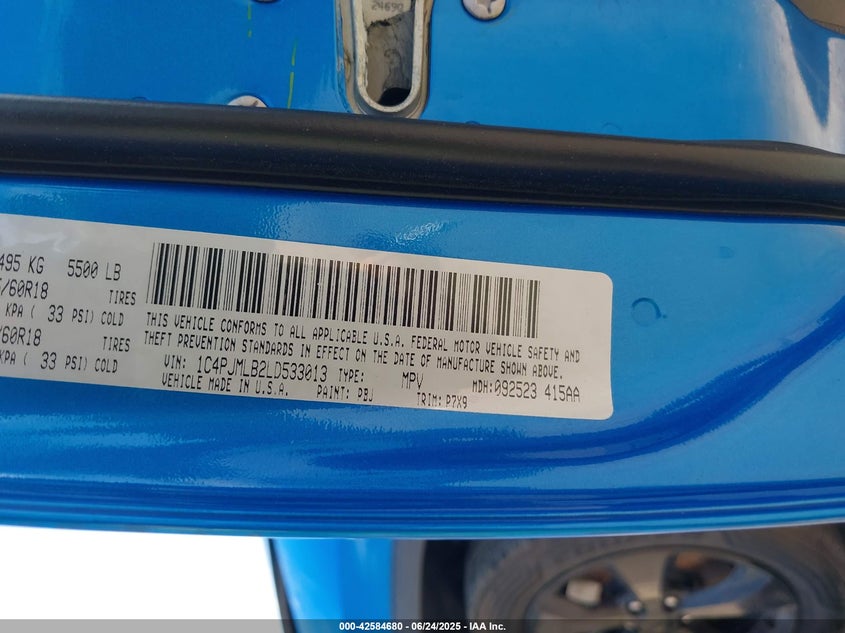 24690
495 KG 5500 LB
/60R18 TIRES
KPA ( 33 PSI) COLD
/60R18 TIRES
KPA ( 33 PSI) COLD
THIS VEHICLE CONFORMS TO ALL APPLICABLE U.S.A. FEDERAL MOTOR VEHICLE SAFETY AND
THEFT PREVENTION STANDARDS IN EFFECT ON THE DATE OF MANUFACTURE SHOWN ABOVE.
VIN: 1C4PJMLB2LD533013 TYPE: MPV MDH:092523 415AA
VEHICLE MADE IN U.S.A. PAINT: PBJ TRIM: P7X9
000-42584680 - 06/24/2025 - IAA Inc.